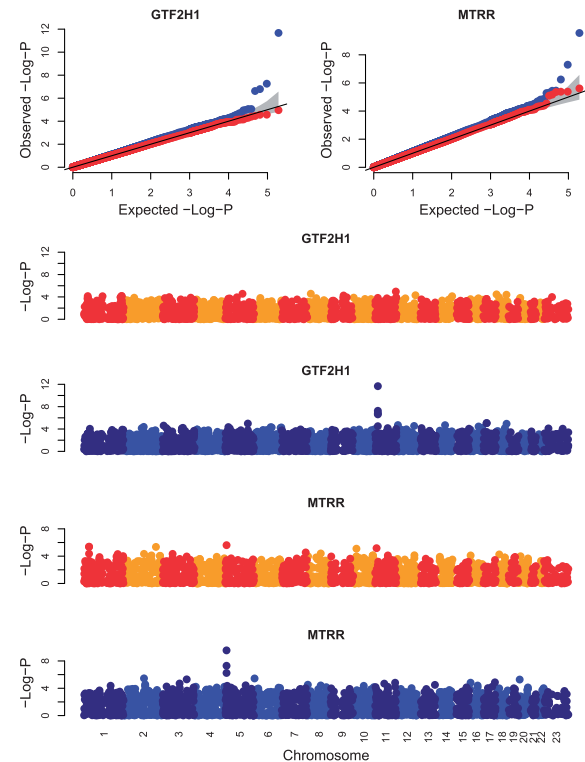 GTF2H1 MTRR
Observed −Log−P
0 2 4 6 8 10 12
0 1 2 3 4 5
Expected −Log−P
Observed −Log−P
0 2 4 6 8
0 1 2 3 4 5
Expected −Log−P
GTF2H1
−Log−P
0 4 8 12
GTF2H1
−Log−P
0 4 8 12
MTRR
−Log−P
0 4 8
MTRR
−Log−P
0 4 8
1 2 3 4 5 6 7 8 9 10 11 12 13 14 15 16 17 18 19 20 21 22 23
Chromosome